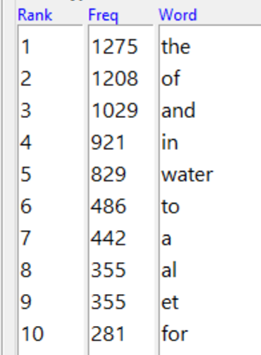 Rank Freq Word
1 1275 the
2 1208 of
3 1029 and
4 921 in
5 829 water
6 486 to
7 442 a
8 355 al
9 355 et
10 281 for